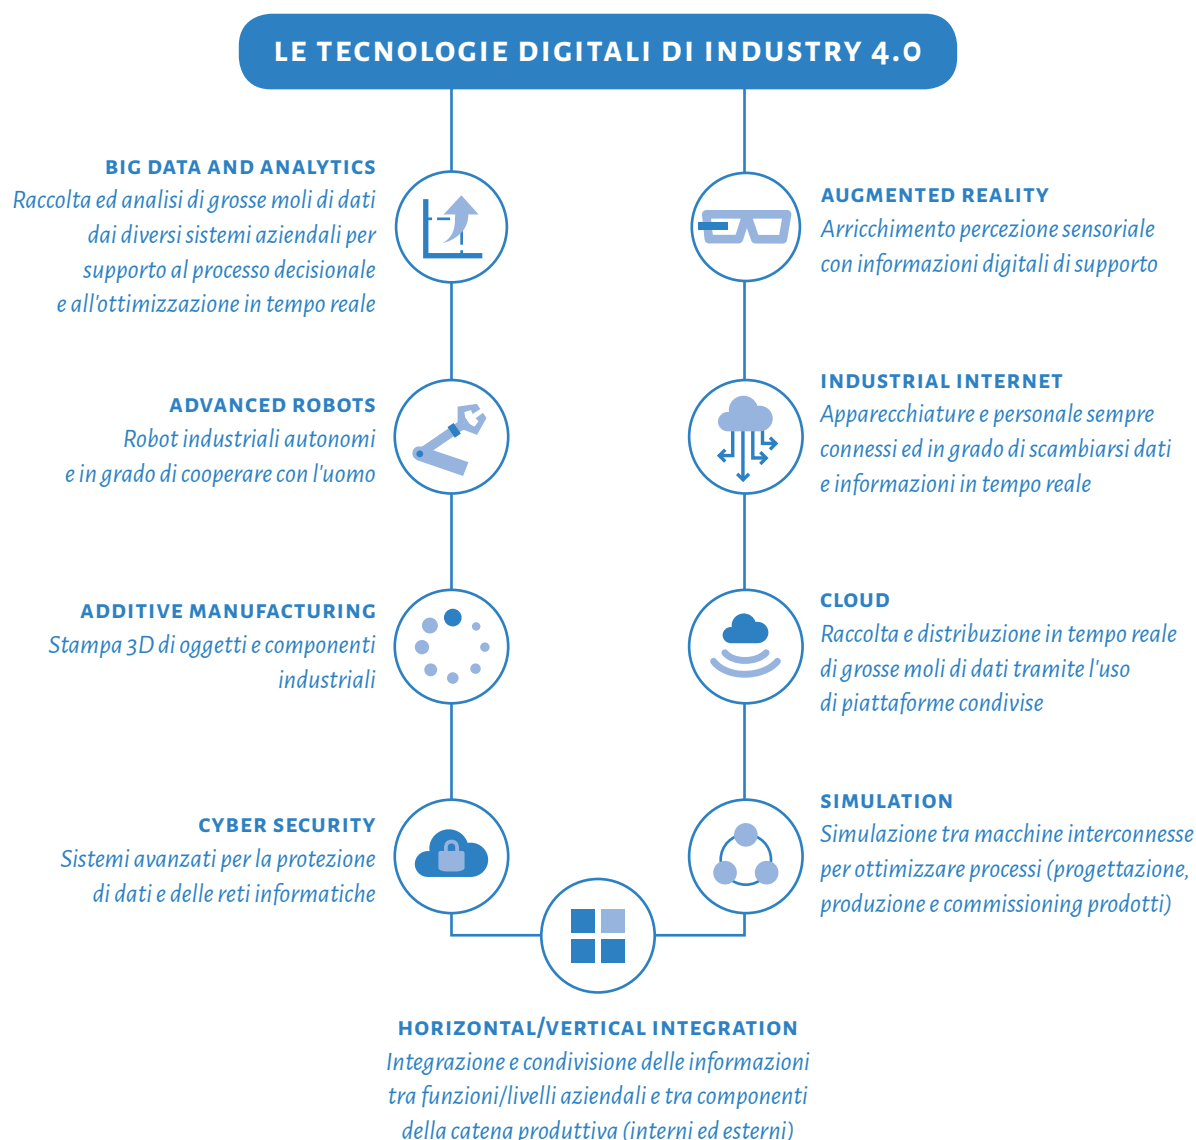 LE TECNOLOGIE DIGITALI DI INDUSTRY 4.0
BIG DATA AND ANALYTICS
Raccolta ed analisi di grosse moli di dati
dai diversi sistemi aziendali per
supporto al processo decisionale
e all'ottimizzazione in tempo reale
ADVANCED ROBOTS
Robot industriali autonomi
e in grado di cooperare con l'uomo
ADDITIVE MANUFACTURING
Stampa 3D di oggetti e componenti
industriali
CYBER SECURITY
Sistemi avanzati per la protezione
di dati e delle reti informatiche
AUGMENTED REALITY
Arricchimento percezione sensoriale
con informazioni digitali di supporto
INDUSTRIAL INTERNET
Apparecchiature e personale sempre
connessi ed in grado di scambiarsi dati
e informazioni in tempo reale
CLOUD
Raccolta e distribuzione in tempo reale
di grosse moli di dati tramite l'uso
di piattaforme condivise
SIMULATION
Simulazione tra macchine interconnesse
per ottimizzare processi (progettazione,
produzione e commissioning prodotti)
HORIZONTAL/VERTICAL INTEGRATION
Integrazione e condivisione delle informazioni
tra funzioni/livelli aziendali e tra componenti
della catena produttiva (interni ed esterni)